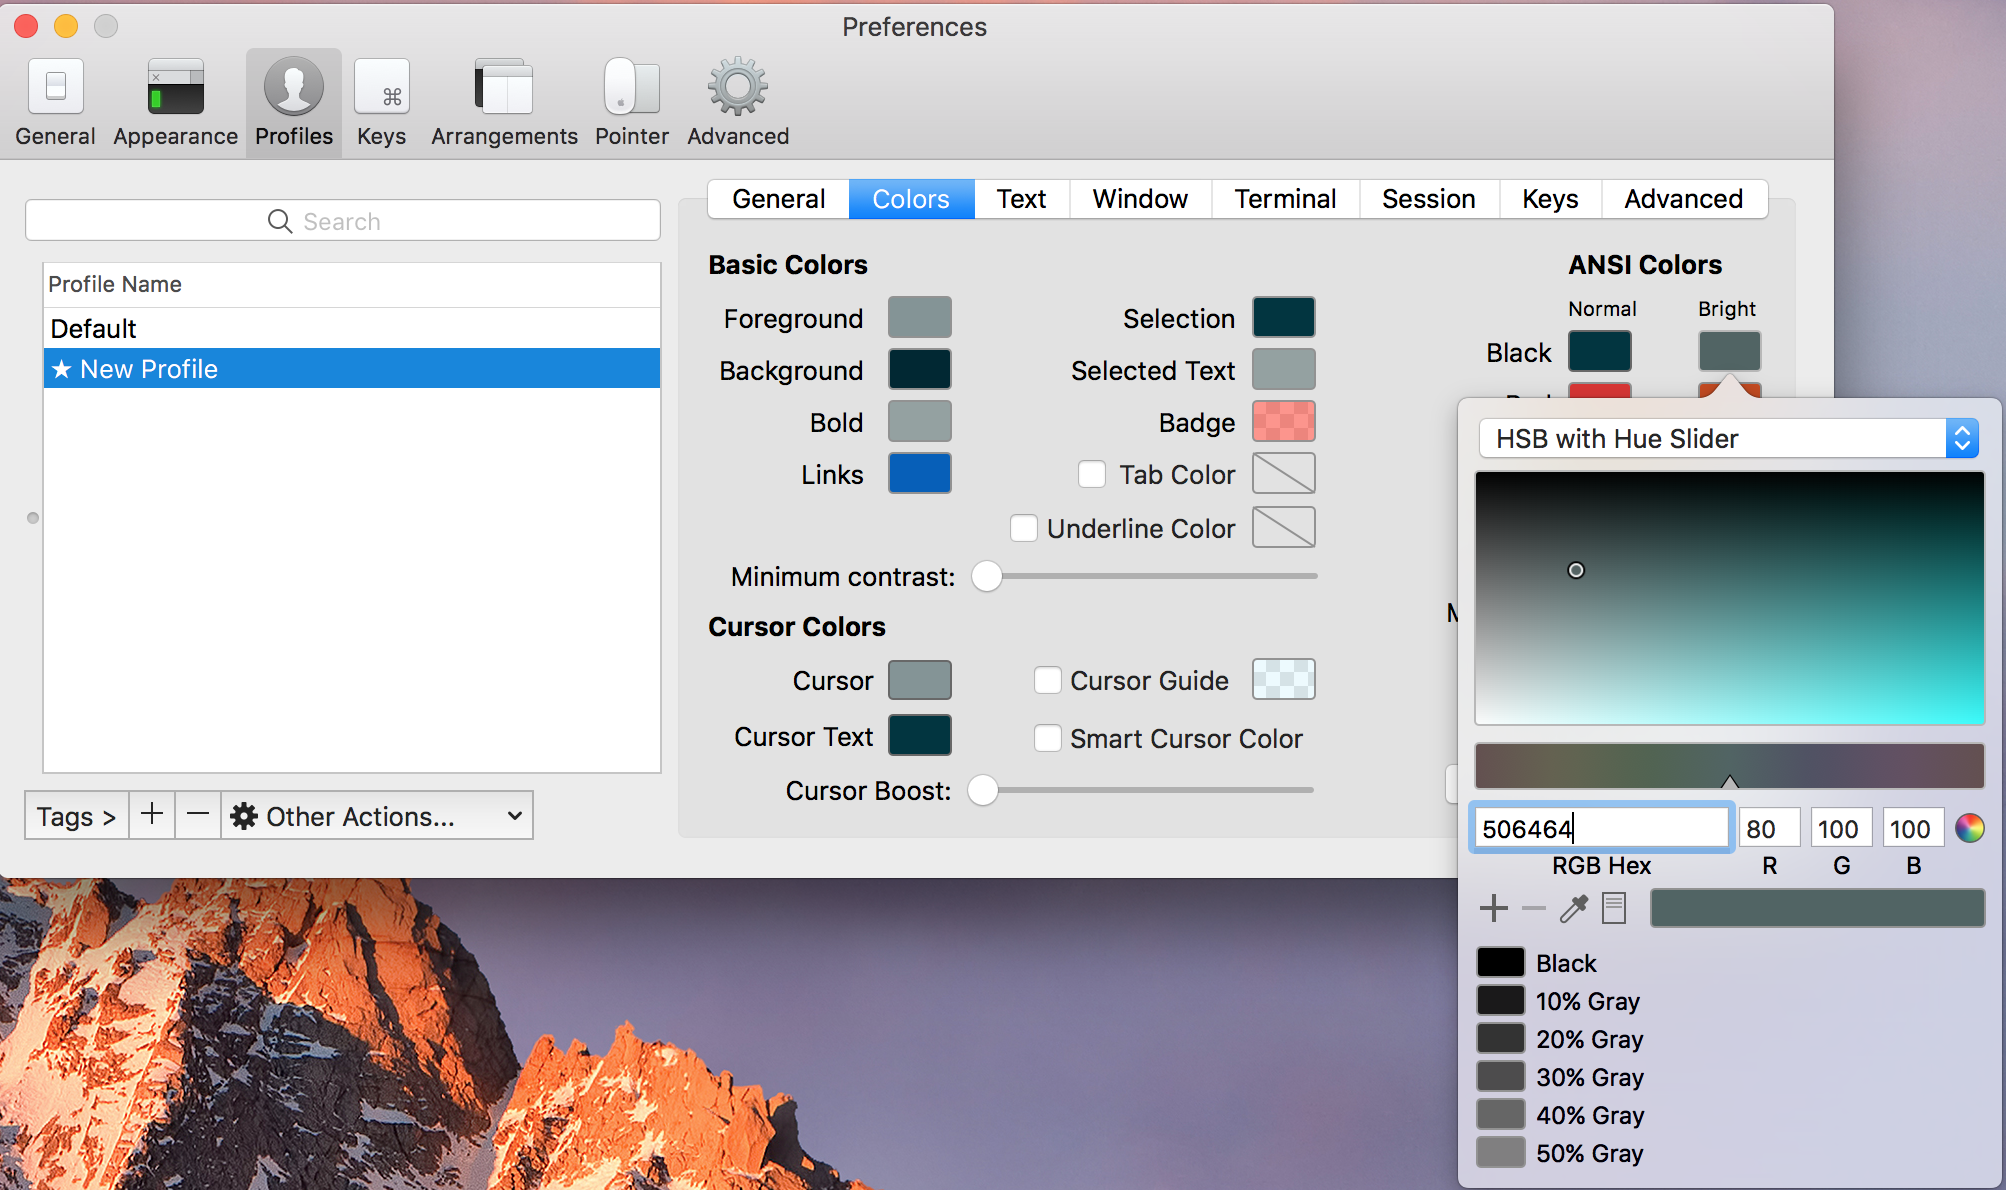 Preferences
General Appearance Profiles Keys Arrangements Pointer Advanced
Search
Profile Name
Default
★ New Profile
Tags > + − Other Actions...
General Colors Text Window Terminal Session Keys Advanced
Basic Colors
Foreground
Background
Bold
Links
Selection
Selected Text
Badge
Tab Color
Underline Color
Minimum contrast:
Cursor Colors
Cursor
Cursor Text
Cursor Guide
Smart Cursor Color
Cursor Boost:
ANSI Colors
Normal Bright
Black
HSB with Hue Slider
506464 80 100 100
RGB Hex R G B
Black
10% Gray
20% Gray
30% Gray
40% Gray
50% Gray